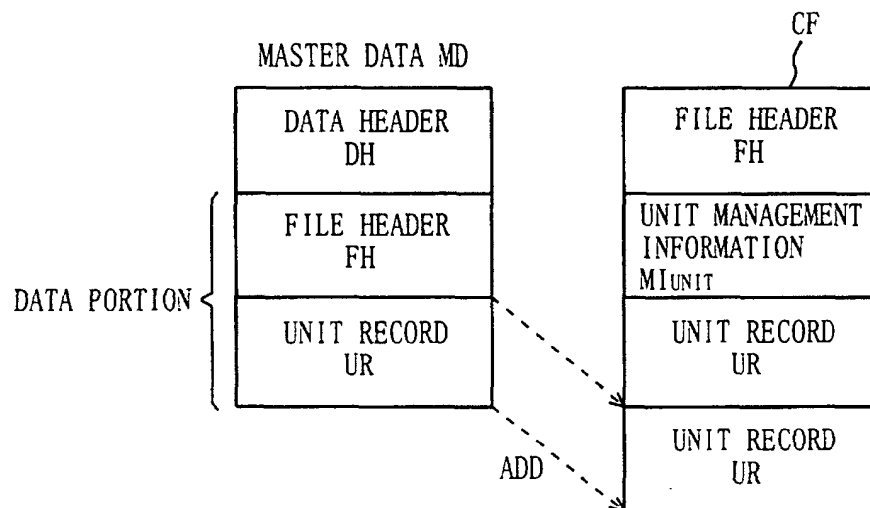 CF
MASTER DATA MD
DATA HEADER
DH
FILE HEADER
FH
UNIT RECORD
UR
DATA PORTION
FILE HEADER
FH
UNIT MANAGEMENT
INFORMATION
MIUNIT
UNIT RECORD
UR
UNIT RECORD
UR
ADD